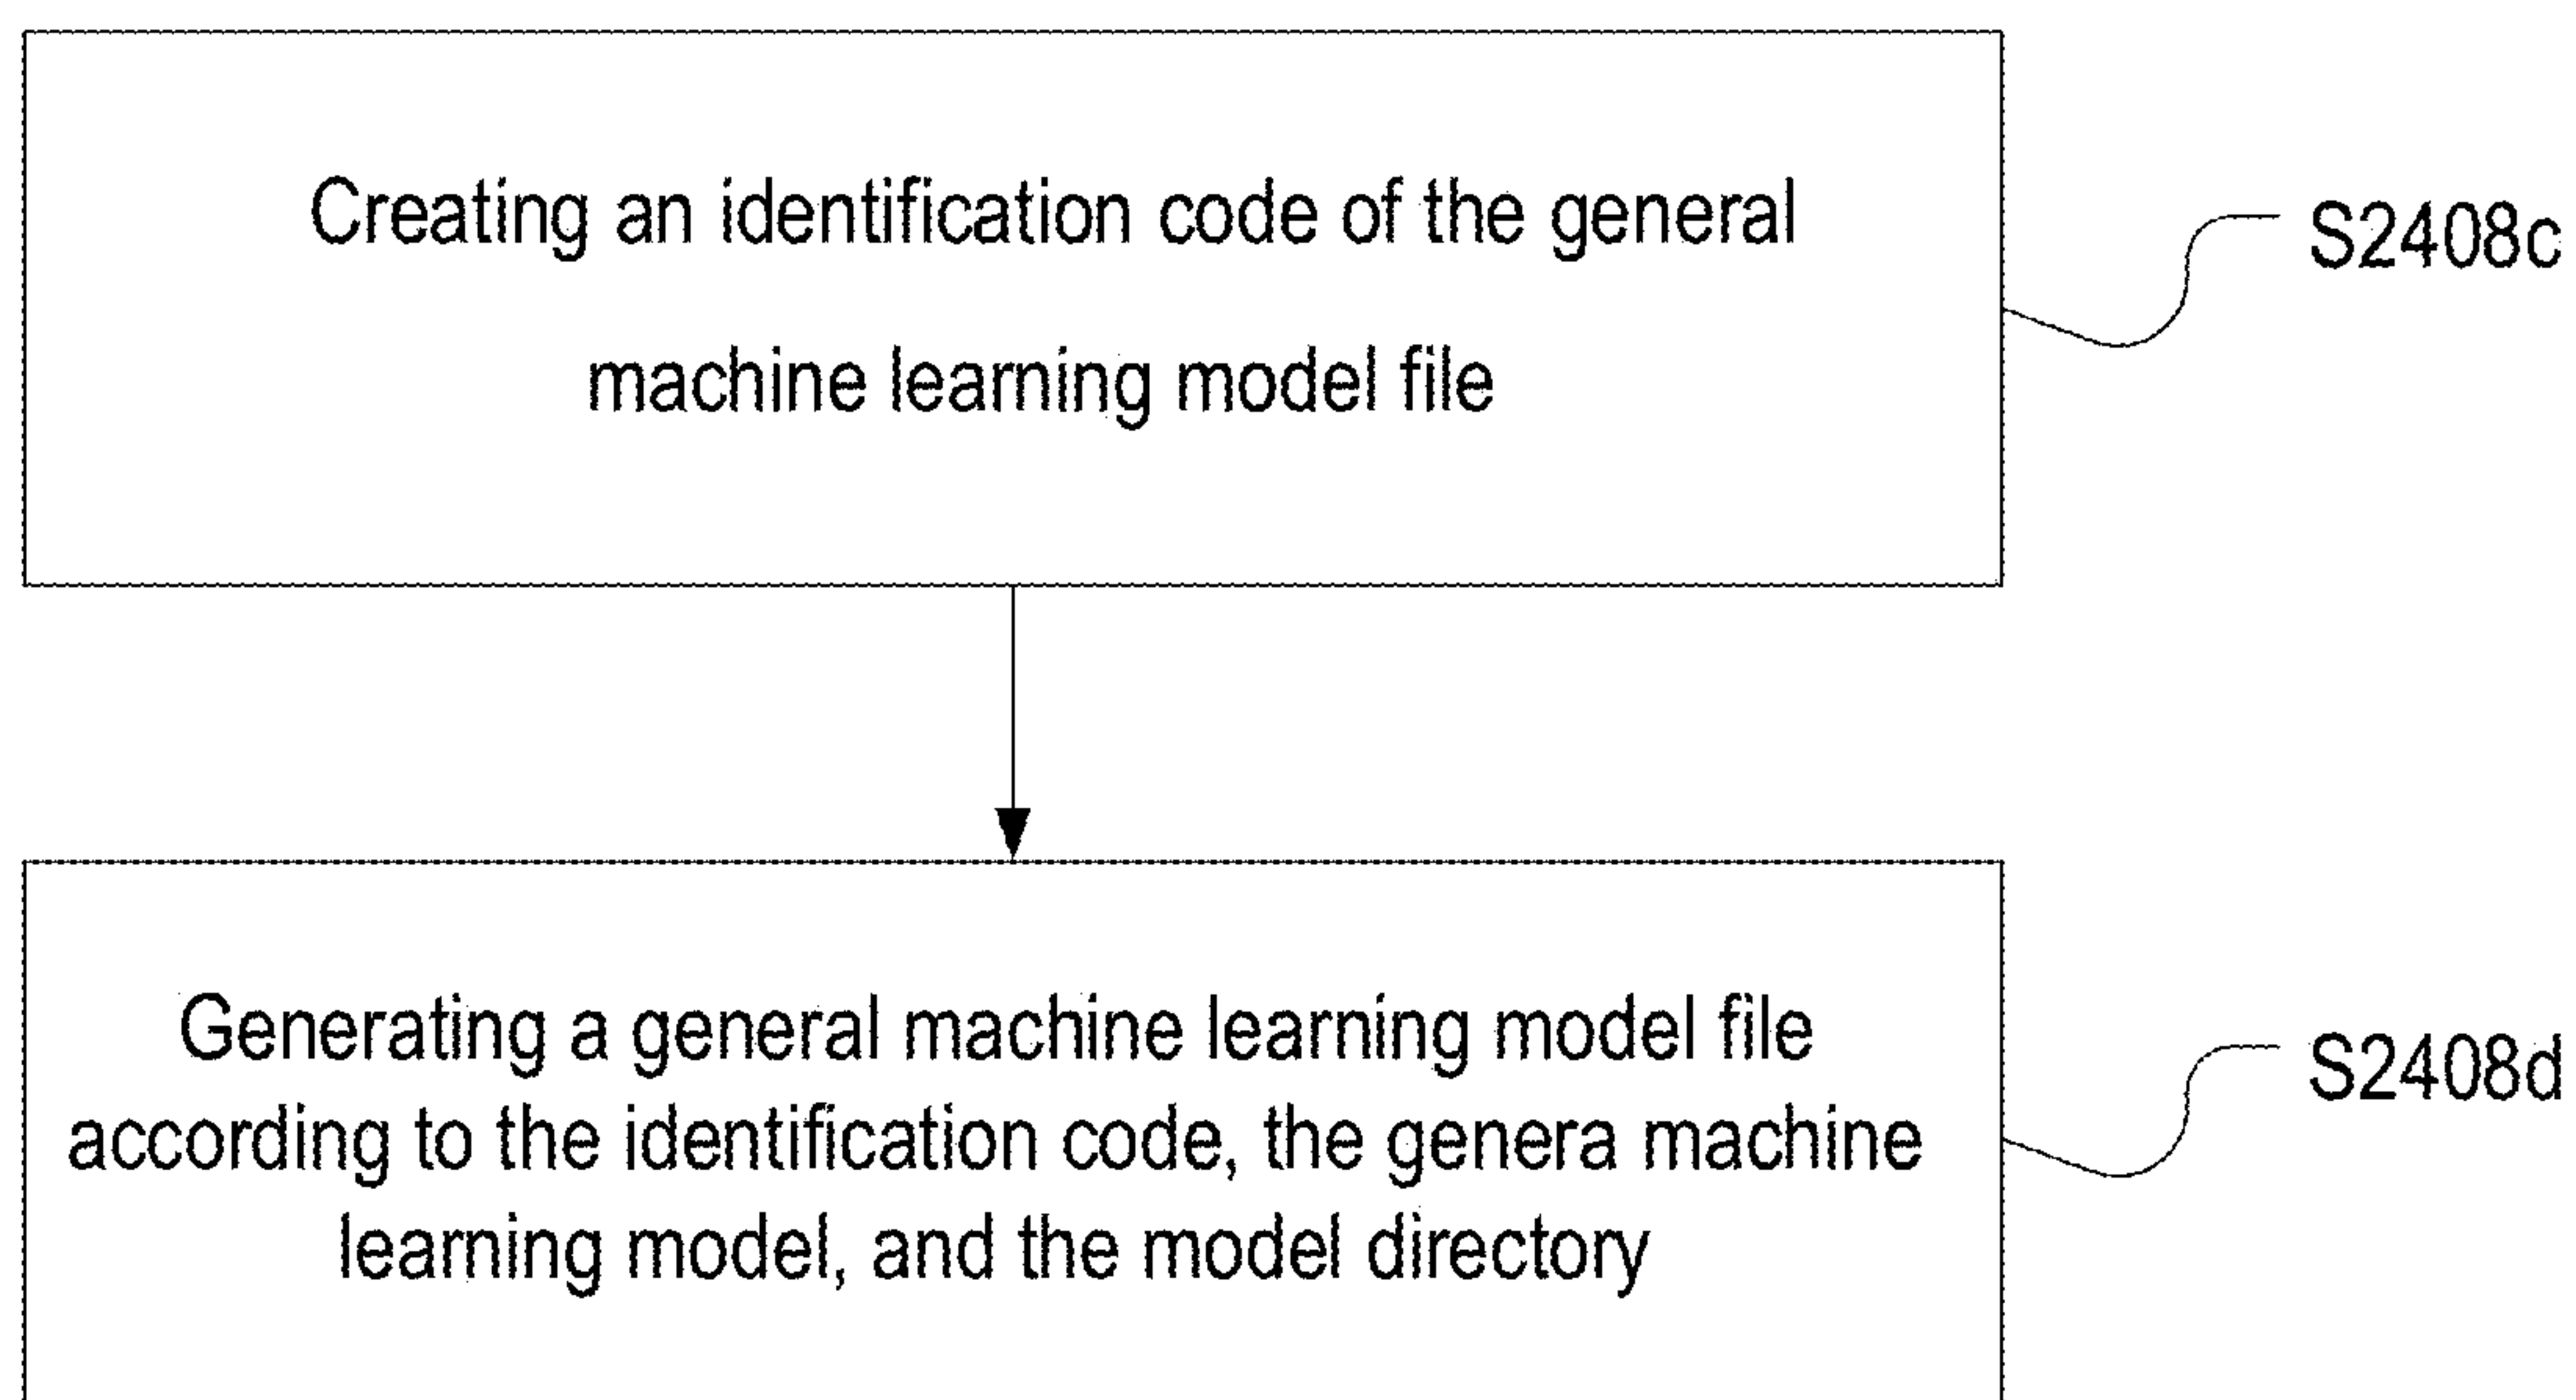 Creating an identification code of the general
machine learning model file
S2408c
Generating a general machine learning model file
according to the identification code, the genera machine
learning model, and the model directory
S2408d